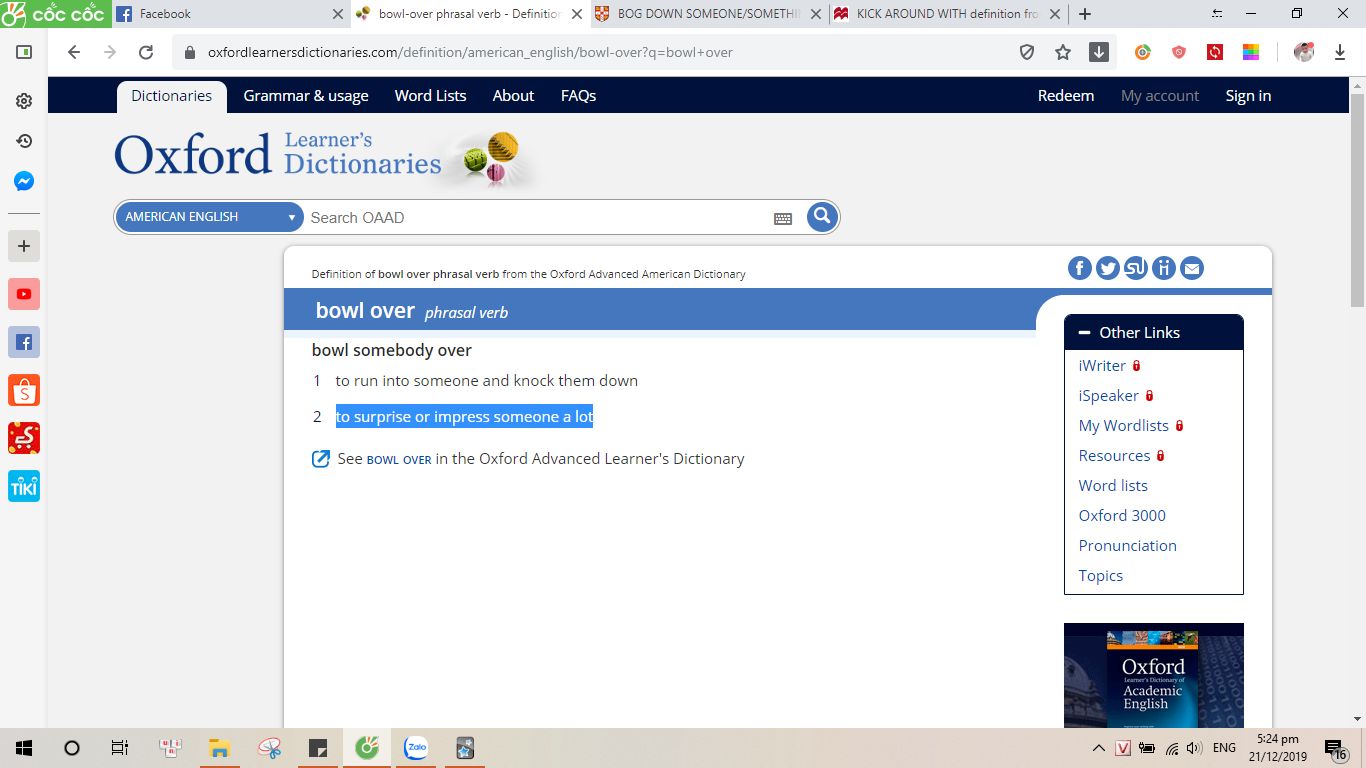 cốc cốc
Facebook
bowl-over phrasal verb - Definition
BOG DOWN SOMEONE/SOMETHI
KICK AROUND WITH definition fro
oxfordlearnersdictionaries.com/definition/american_english/bowl-over?q=bowl+over
Dictionaries Grammar & usage Word Lists About FAQs Redeem My account Sign in
Oxford Learner's Dictionaries
AMERICAN ENGLISH Search OAAD
Definition of bowl over phrasal verb from the Oxford Advanced American Dictionary
bowl over phrasal verb
bowl somebody over
1 to run into someone and knock them down
2 to surprise or impress someone a lot
See BOWL OVER in the Oxford Advanced Learner's Dictionary
Other Links
iWriter
iSpeaker
My Wordlists
Resources
Word lists
Oxford 3000
Pronunciation
Topics
Oxford
Learner's Dictionary of
Academic
English
TIKI
Zalo
ENG
5:24 pm
21/12/2019
16